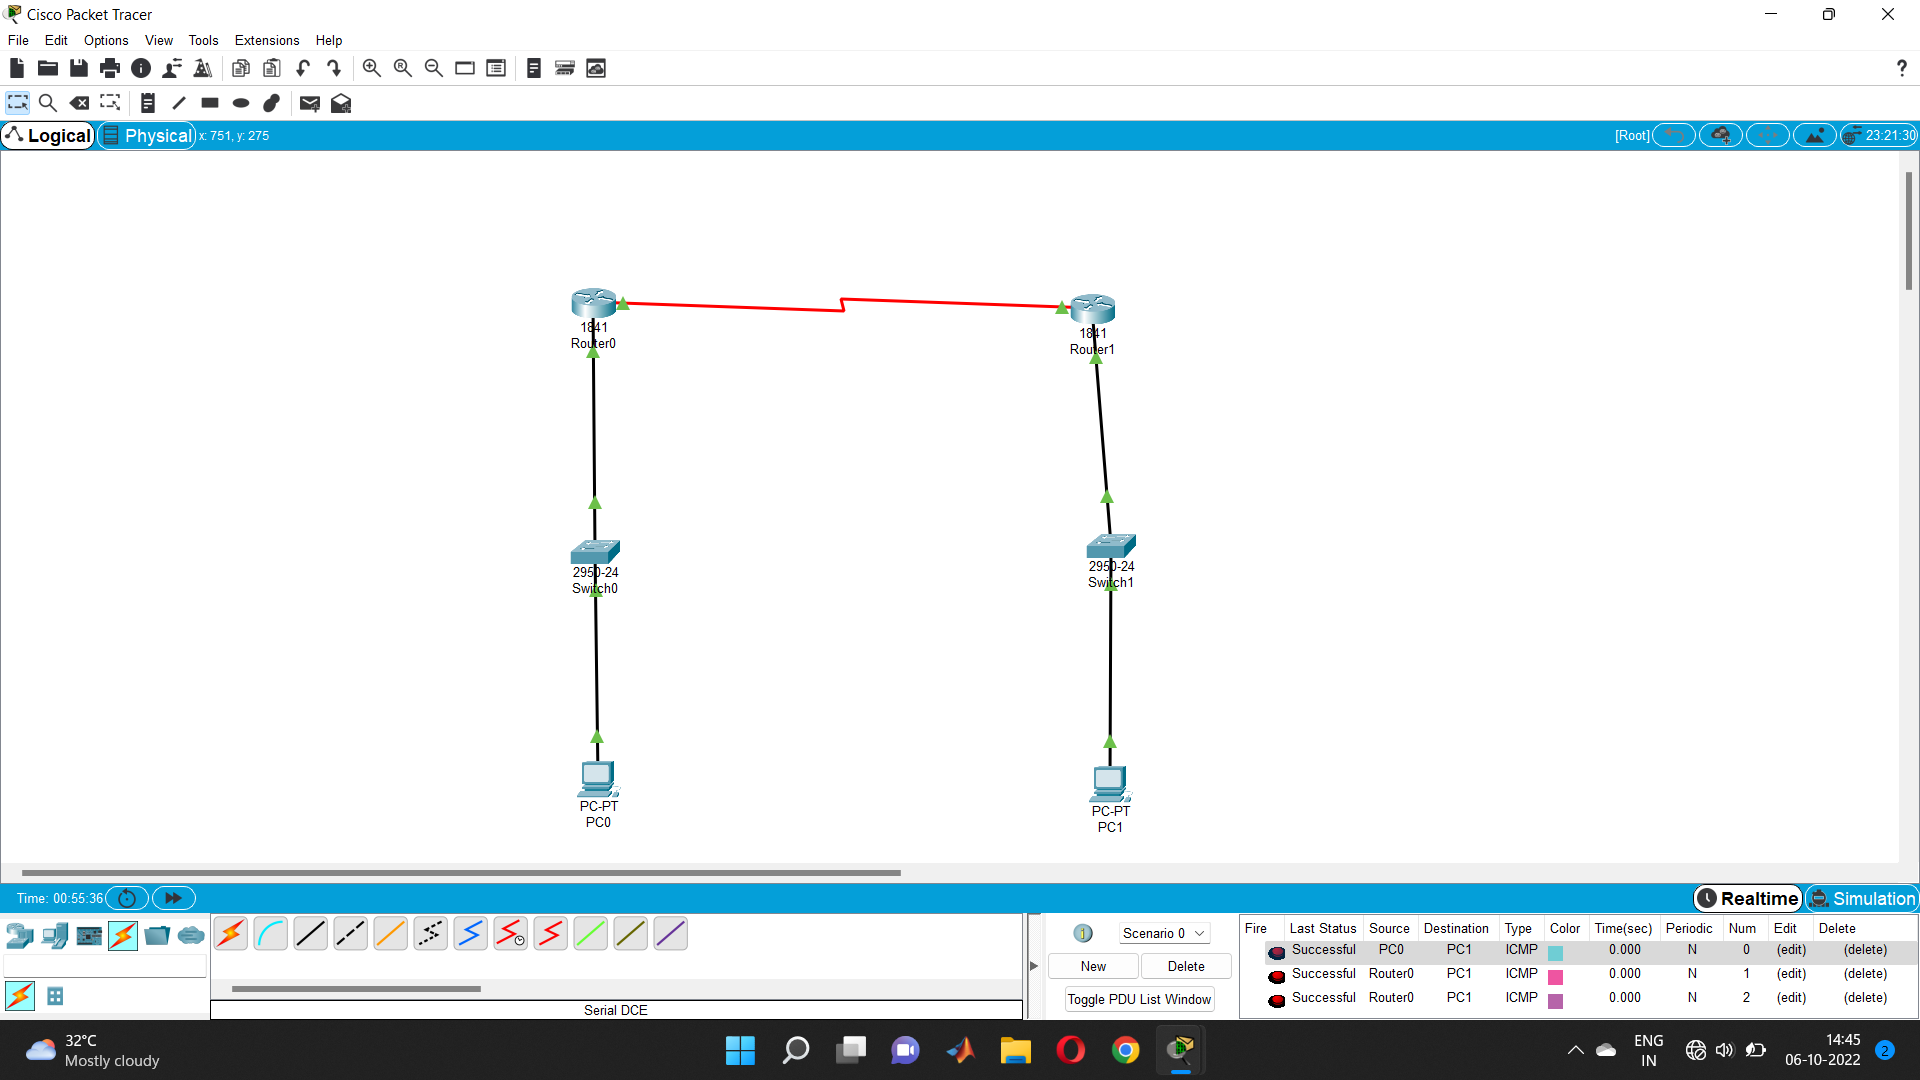 Cisco Packet Tracer
File Edit Options View Tools Extensions Help
?
Logical Physical x: 751, y: 275 [Root] 23:21:30
1841
Router0
1841
Router1
2950-24
Switch0
2950-24
Switch1
PC-PT
PC0
PC-PT
PC1
Time: 00:55:36 Realtime Simulation
Scenario 0
New Delete
Toggle PDU List Window
Serial DCE
Fire Last Status Source Destination Type Color Time(sec) Periodic Num Edit Delete
Successful PC0 PC1 ICMP 0.000 N 0 (edit) (delete)
Successful Router0 PC1 ICMP 0.000 N 1 (edit) (delete)
Successful Router0 PC1 ICMP 0.000 N 2 (edit) (delete)
32°C
Mostly cloudy
ENG
IN
14:45
06-10-2022
2